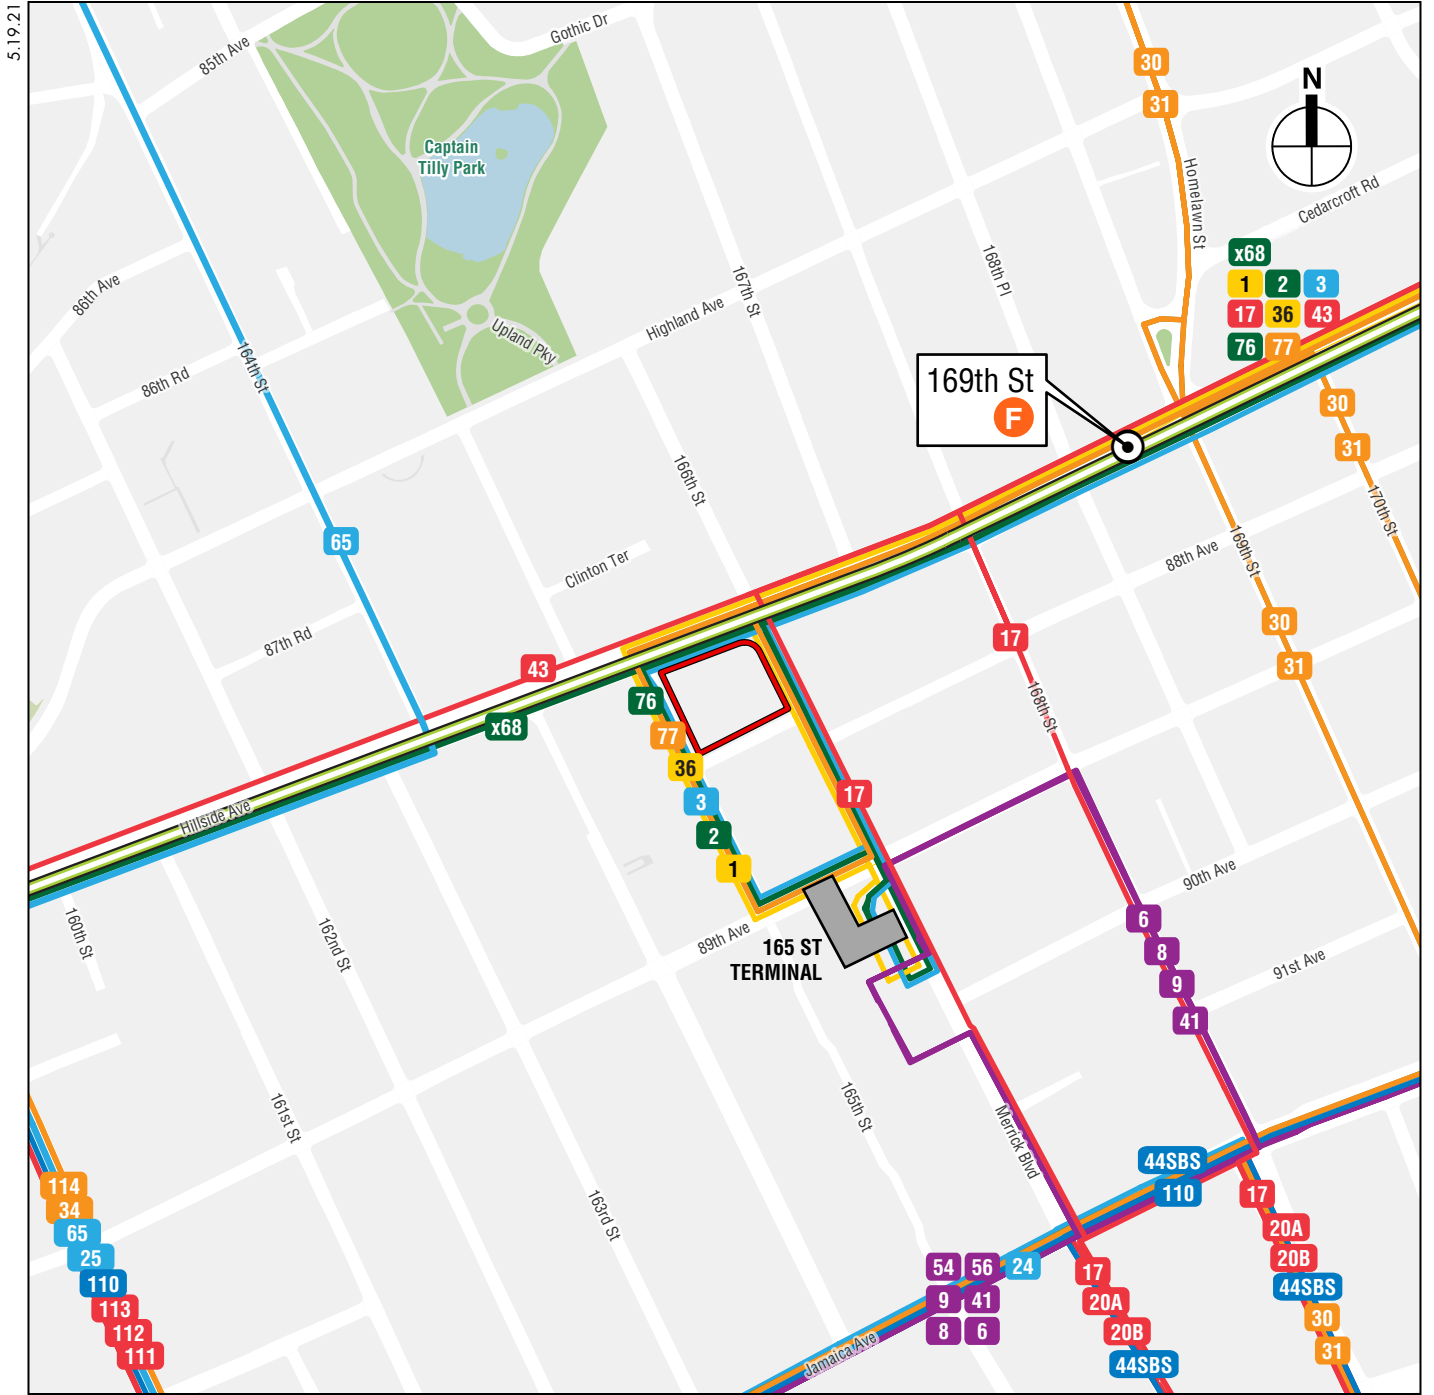 5.19.21
85th Ave
Gothic Dr
30
31
N
Captain
Tilly Park
Homelawn St
Cedarcroft Rd
86th Ave
167th St
168th Pl
x68
1 2 3
17 36 43
76 77
Highland Ave
Upland Pky
164th St
86th Rd
169th St
F
30
31
166th St
170th St
65
Clinton Ter
88th Ave
169th St
87th Rd
43
17
30
31
76
x68
77
36
168th St
3
17
2
1
Hillside Ave
90th Ave
6
8
9
41
160th St
162nd St
89th Ave
165 ST
TERMINAL
91st Ave
161st St
165th St
Merrick Blvd
44SBS
110
114
34
65
25
110
113
112
111
163rd St
17
20A
20B
44SBS
30
31
54 56 24
9 41
8 6
17
20A
20B
44SBS
Jamaica Ave